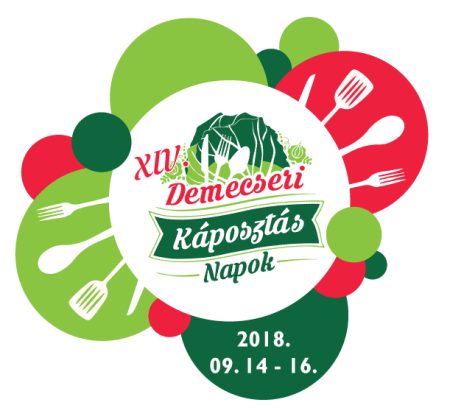 XIV.
Demecseri
Káposztás
Napok
2018.
09. 14 - 16.